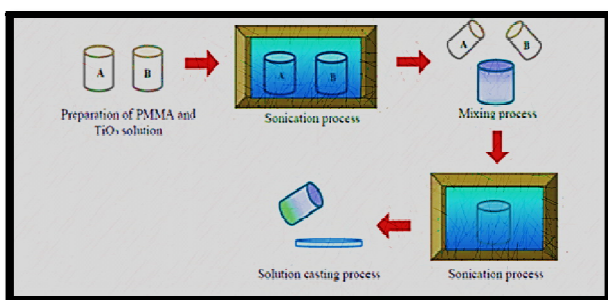 A
B
A
B
A
B
Preparation of PMMA and
TiO₂ solution
Sonication process
Mixing process
Solution casting process
Sonication process